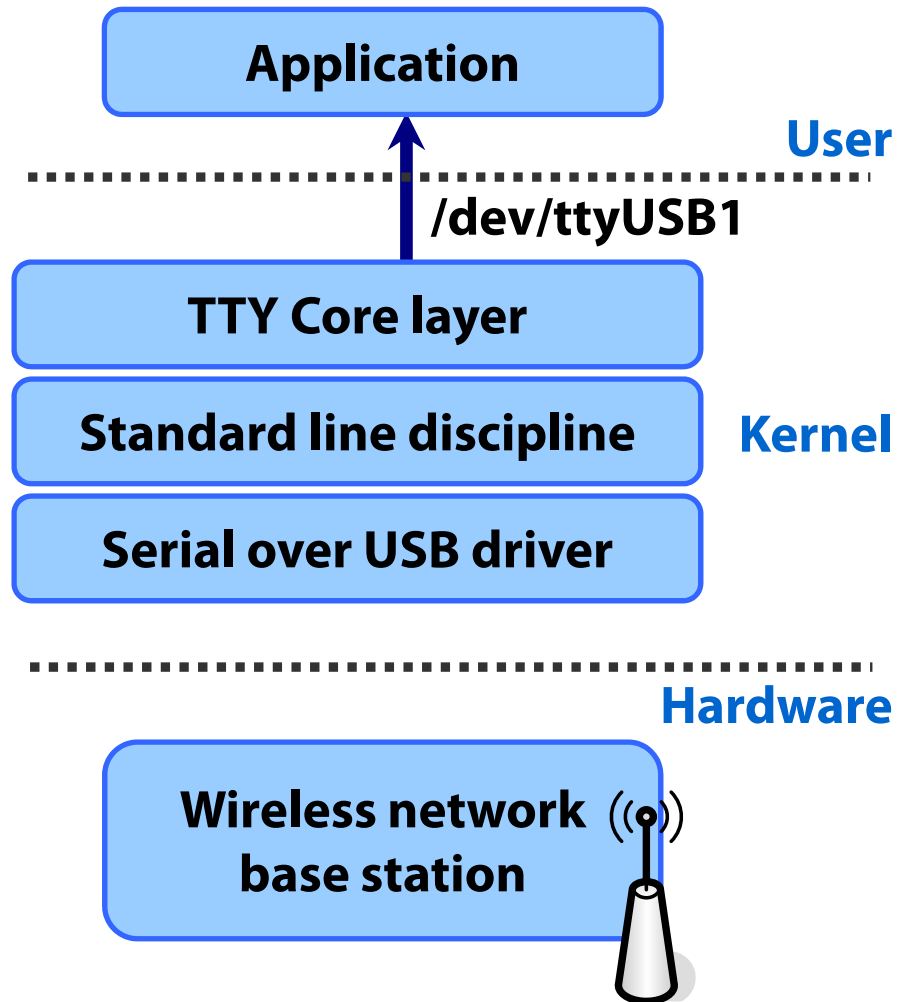 Application
User
/dev/ttyUSB1
TTY Core layer
Standard line discipline
Kernel
Serial over USB driver
Hardware
Wireless network
base station